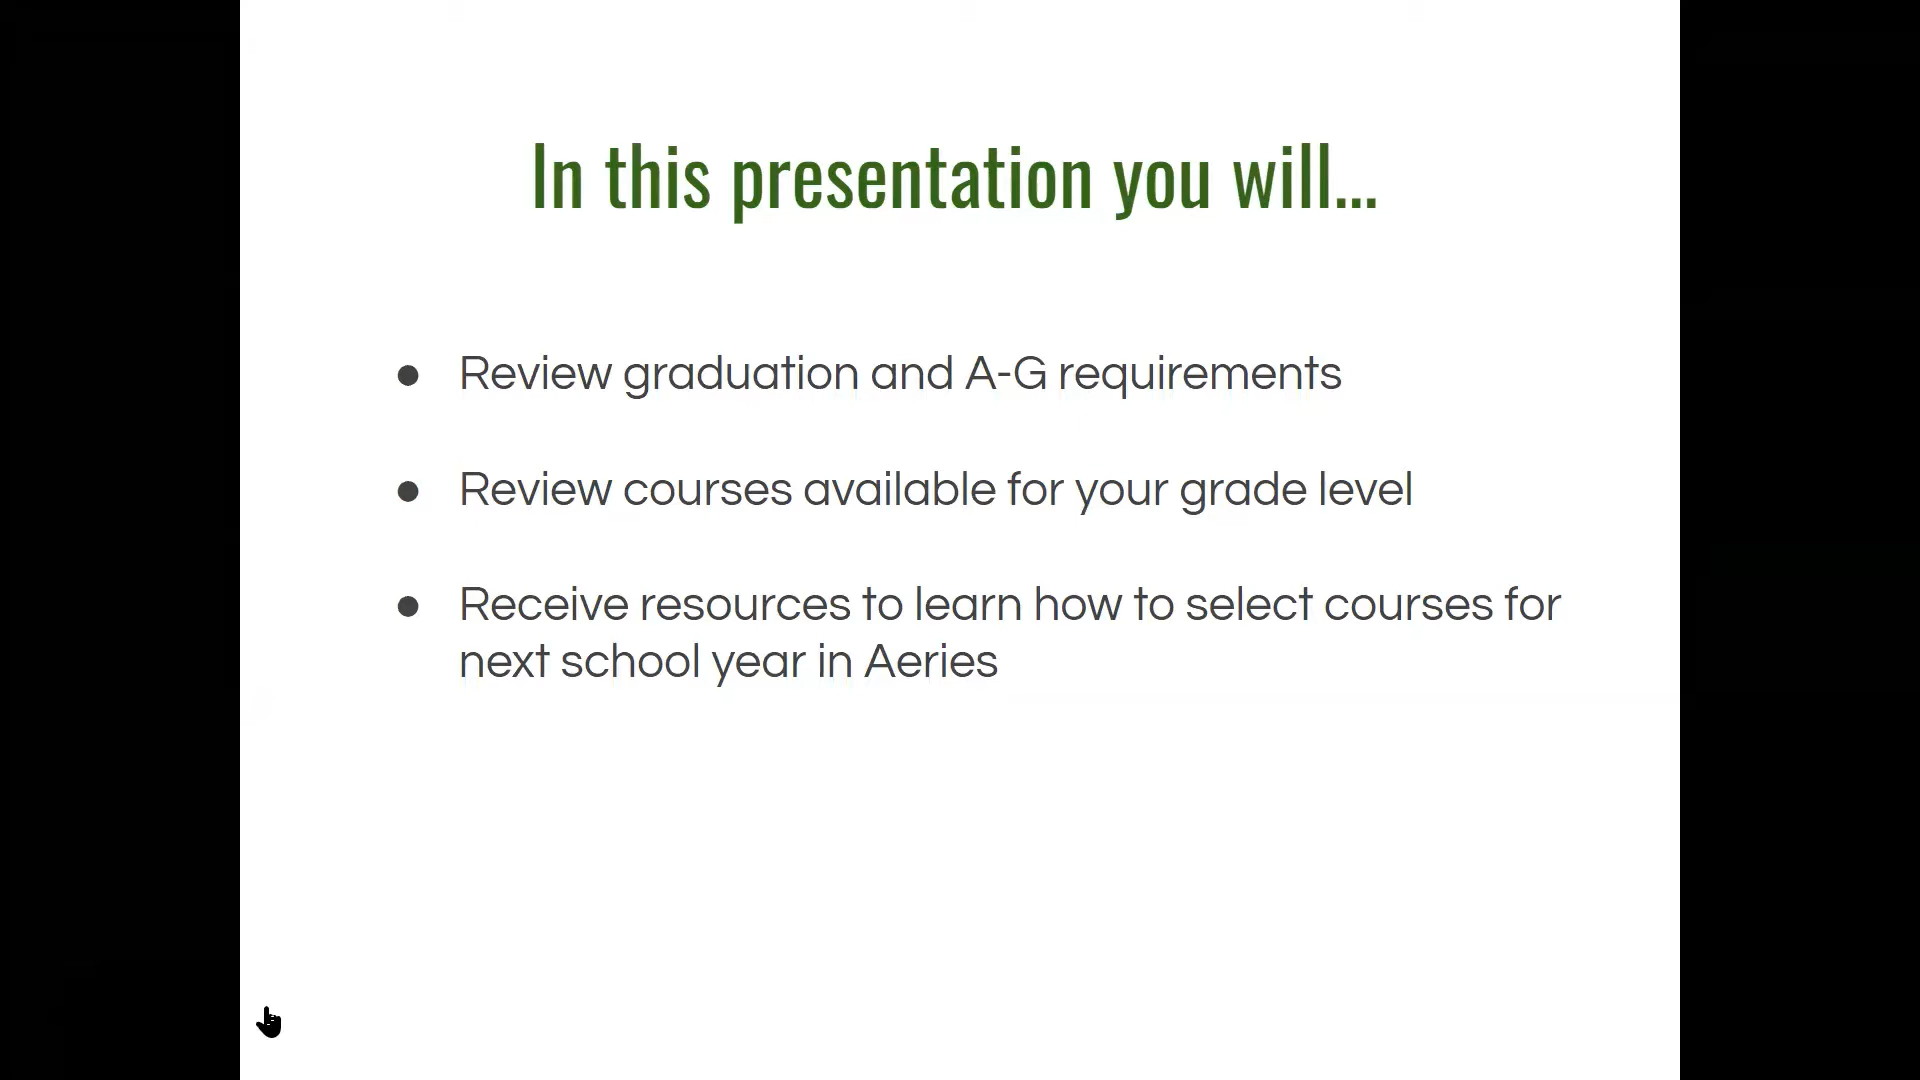 In this presentation you will...
● Review graduation and A-G requirements
● Review courses available for your grade level
● Receive resources to learn how to select courses for
next school year in Aeries